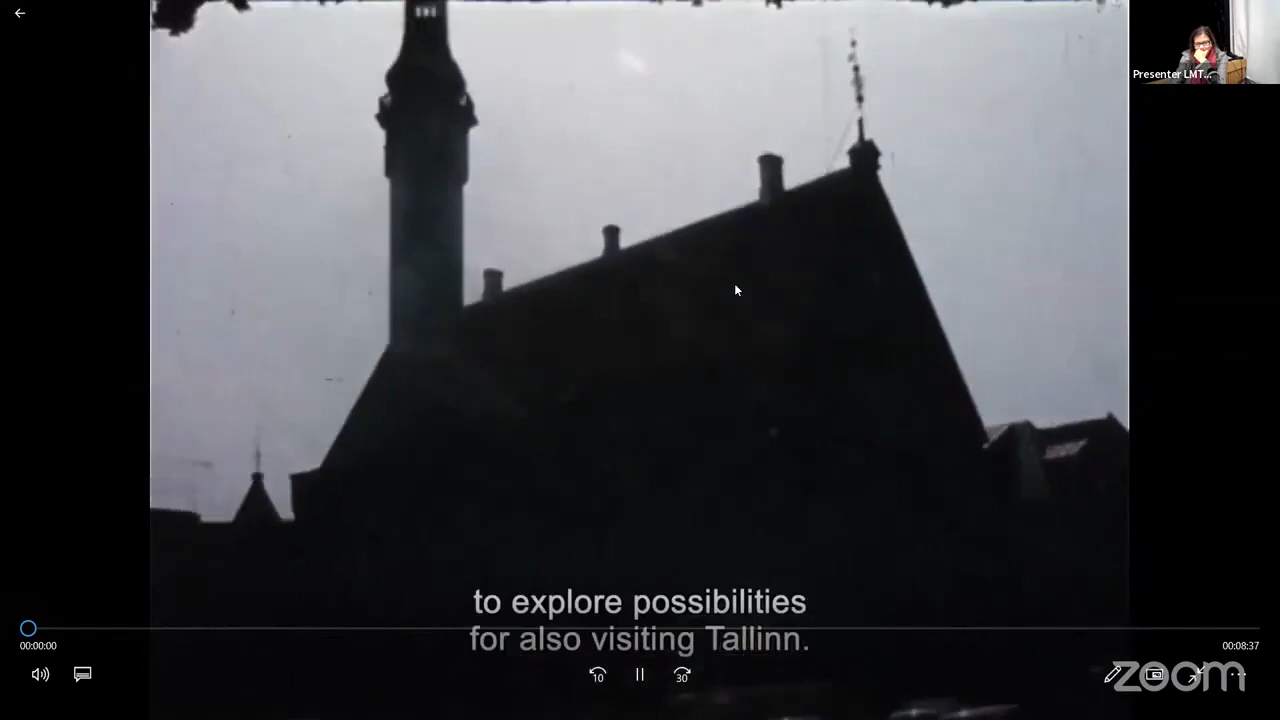 Presenter LMT...
to explore possibilities
for also visiting Tallinn.
00:00:00
00:08:37
10
30
zoom